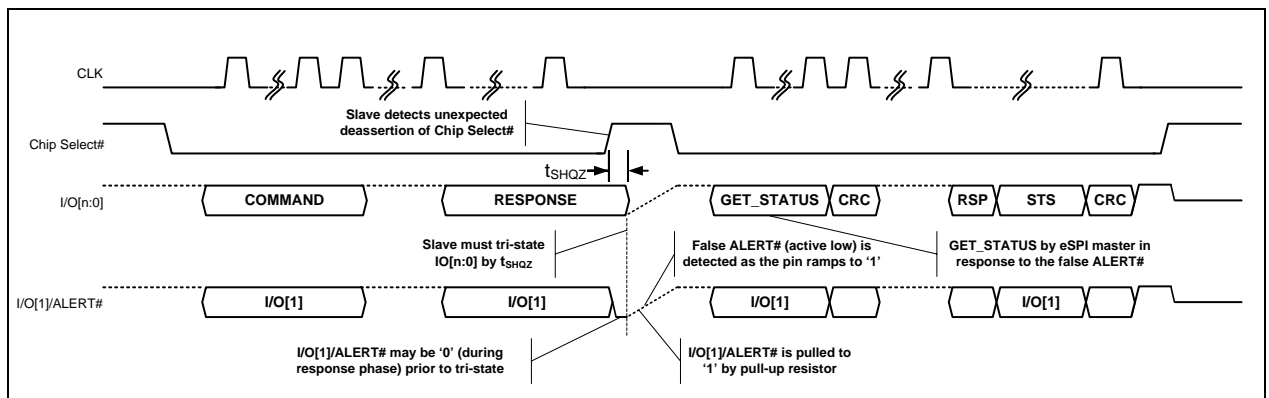 CLK
Slave detects unexpected
deassertion of Chip Select#
Chip Select#
tSHQZ
I/O[n:0]
COMMAND
RESPONSE
GET_STATUS
CRC
RSP
STS
CRC
Slave must tri-state
IO[n:0] by tSHQZ
False ALERT# (active low) is
detected as the pin ramps to ‘1’
GET_STATUS by eSPI master in
response to the false ALERT#
I/O[1]/ALERT#
I/O[1]
I/O[1]
I/O[1]
I/O[1]
I/O[1]/ALERT# may be ‘0’ (during
response phase) prior to tri-state
I/O[1]/ALERT# is pulled to
‘1’ by pull-up resistor